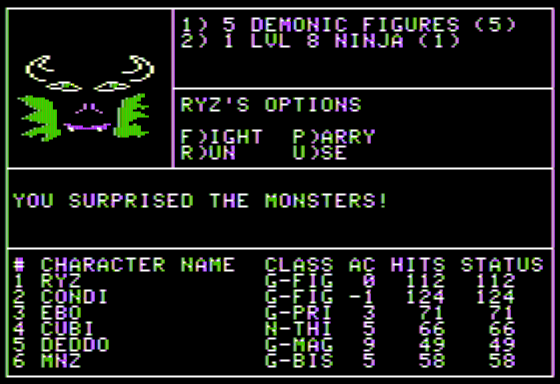 1) 5 DEMONIC FIGURES (5)
2) 1 LVL 8 NINJA (1)
RYZ'S OPTIONS
F)IGHT P)ARRY
R)UN U)SE
YOU SURPRISED THE MONSTERS!
# CHARACTER NAME CLASS AC HITS STATUS
1 RYZ G-FIG 0 112 112
2 CONDI G-FIG -1 124 124
3 EBO G-PRI 3 71 71
4 CUBI N-THI 5 66 66
5 DEDDO G-MAG 9 49 49
6 MNZ G-BIS 5 58 58